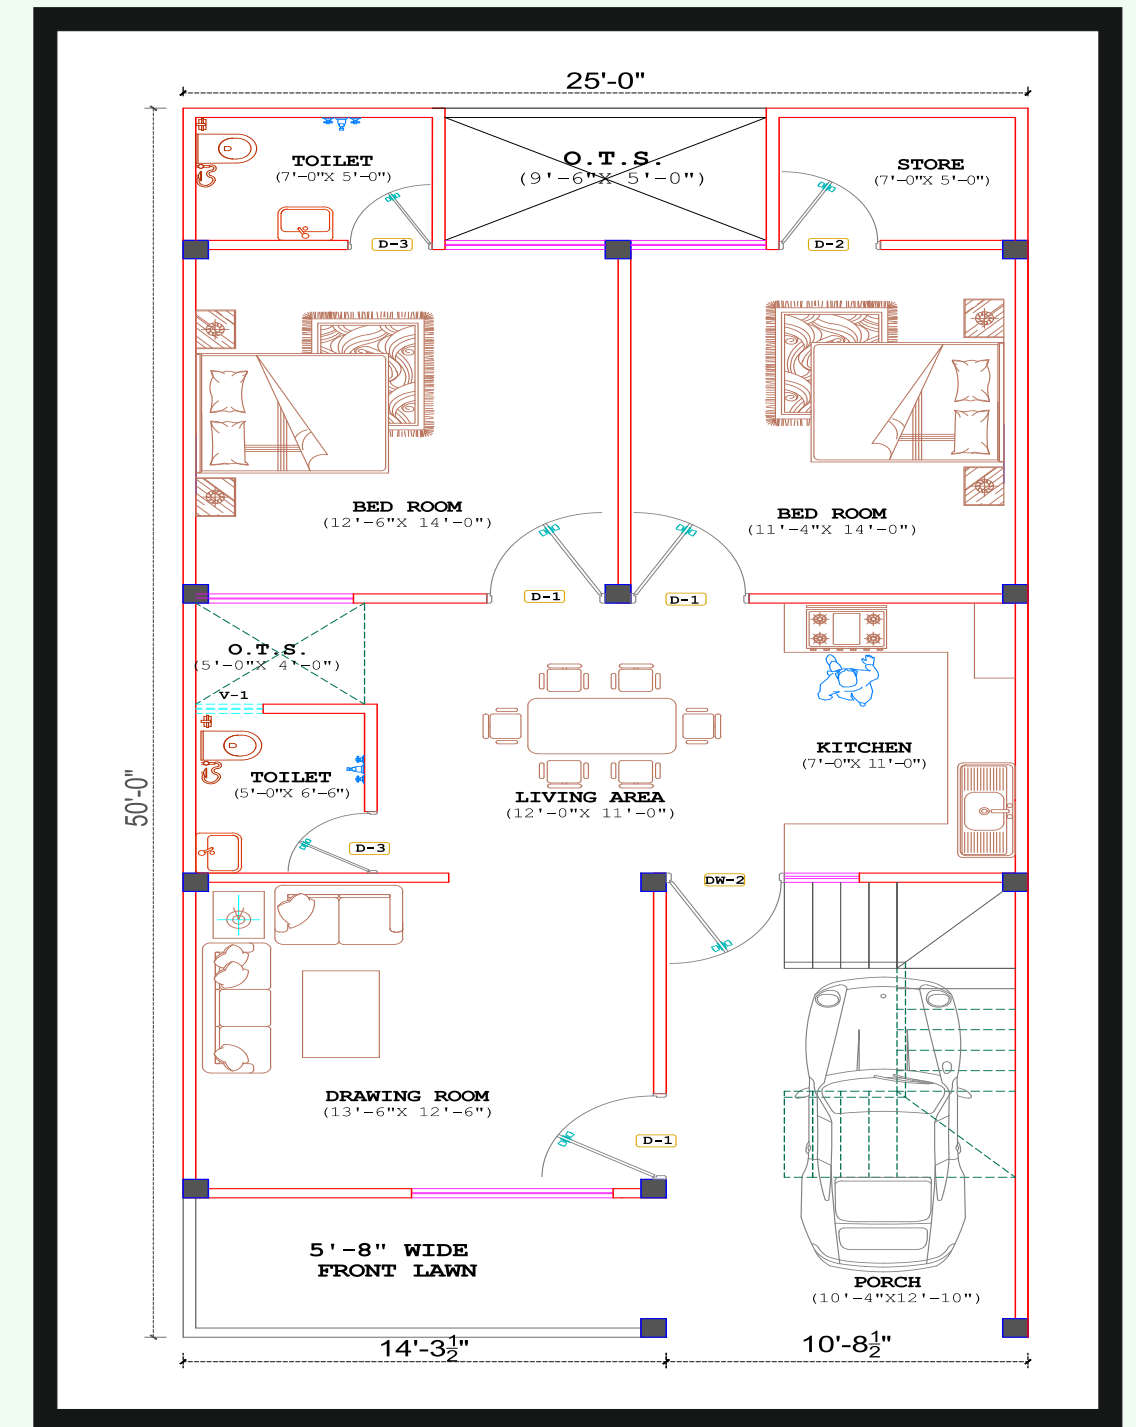 25'-0"
TOILET
(7'-0"X 5'-0")
O.T.S.
(9'-6"X 5'-0")
STORE
(7'-0"X 5'-0")
D-3
D-2
BED ROOM
(12'-6"X 14'-0")
BED ROOM
(11'-4"X 14'-0")
D-1
D-1
O.T.S.
(5'-0"X 4'-0")
V-1
KITCHEN
(7'-0"X 11'-0")
TOILET
(5'-0"X 6'-6")
LIVING AREA
(12'-0"X 11'-0")
50'-0"
D-3
DW-2
DRAWING ROOM
(13'-6"X 12'-6")
D-1
5'-8" WIDE
FRONT LAWN
PORCH
(10'-4"X12'-10")
14'-3½"
10'-8½"